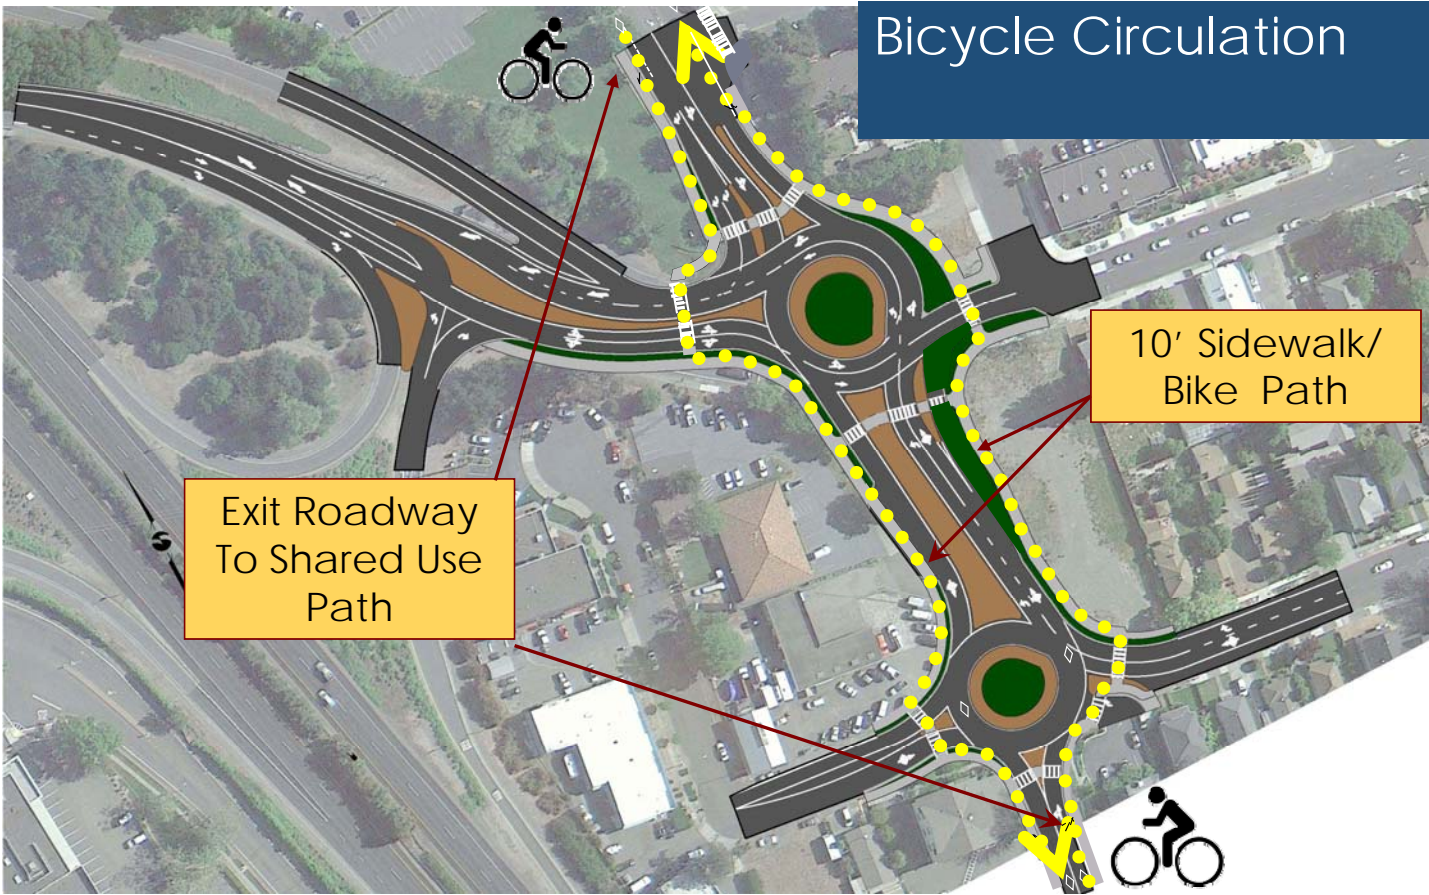 Bicycle Circulation
10’ Sidewalk/
Bike Path
Exit Roadway
To Shared Use
Path